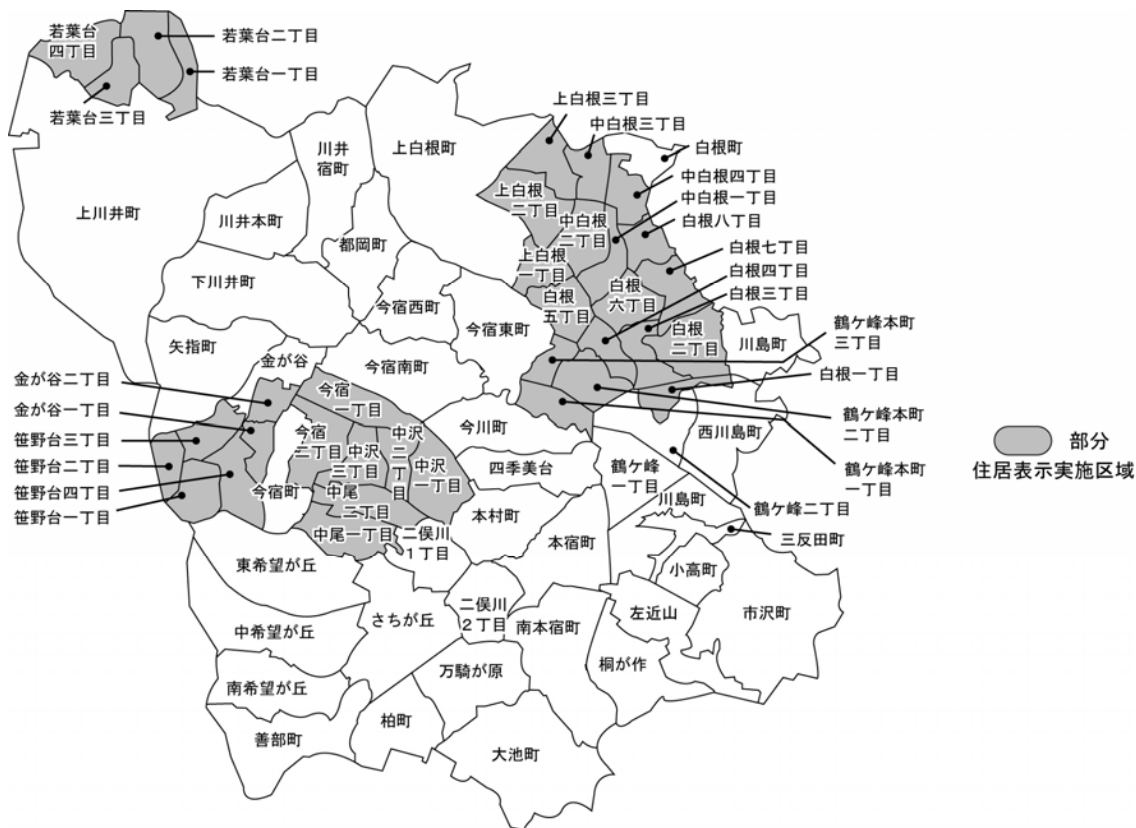 若葉台
四丁目
若葉台二丁目
若葉台一丁目
若葉台三丁目
上白根三丁目
中白根三丁目
白根町
川井
宿町
上白根町
中白根四丁目
上白根
二丁目
中白根一丁目
上川井町
川井本町
中白根
二丁目
白根八丁目
都岡町
白根七丁目
上白根
一丁目
白根四丁目
下川井町
白根
六丁目
白根三丁目
今宿西町
白根
五丁目
今宿東町
白根
二丁目
川島町
鶴ケ峰本町
三丁目
矢指町
金が谷
今宿南町
白根一丁目
金が谷二丁目
今宿
一丁目
金が谷一丁目
鶴ケ峰本町
二丁目
今宿
二丁目
中沢
二丁目
今川町
西川島町
部分
住居表示実施区域
笹野台三丁目
中沢
三丁目
中沢
一丁目
笹野台二丁目
四季美台
鶴ケ峰
一丁目
鶴ケ峰本町
一丁目
笹野台四丁目
今宿町
中尾
二丁目
川島町
鶴ケ峰二丁目
笹野台一丁目
本村町
中尾一丁目
二俣川
1丁目
本宿町
三反田町
東希望が丘
小高町
さちが丘
二俣川
2丁目
左近山
市沢町
中希望が丘
南本宿町
万騎が原
桐が作
南希望が丘
柏町
善部町
大池町